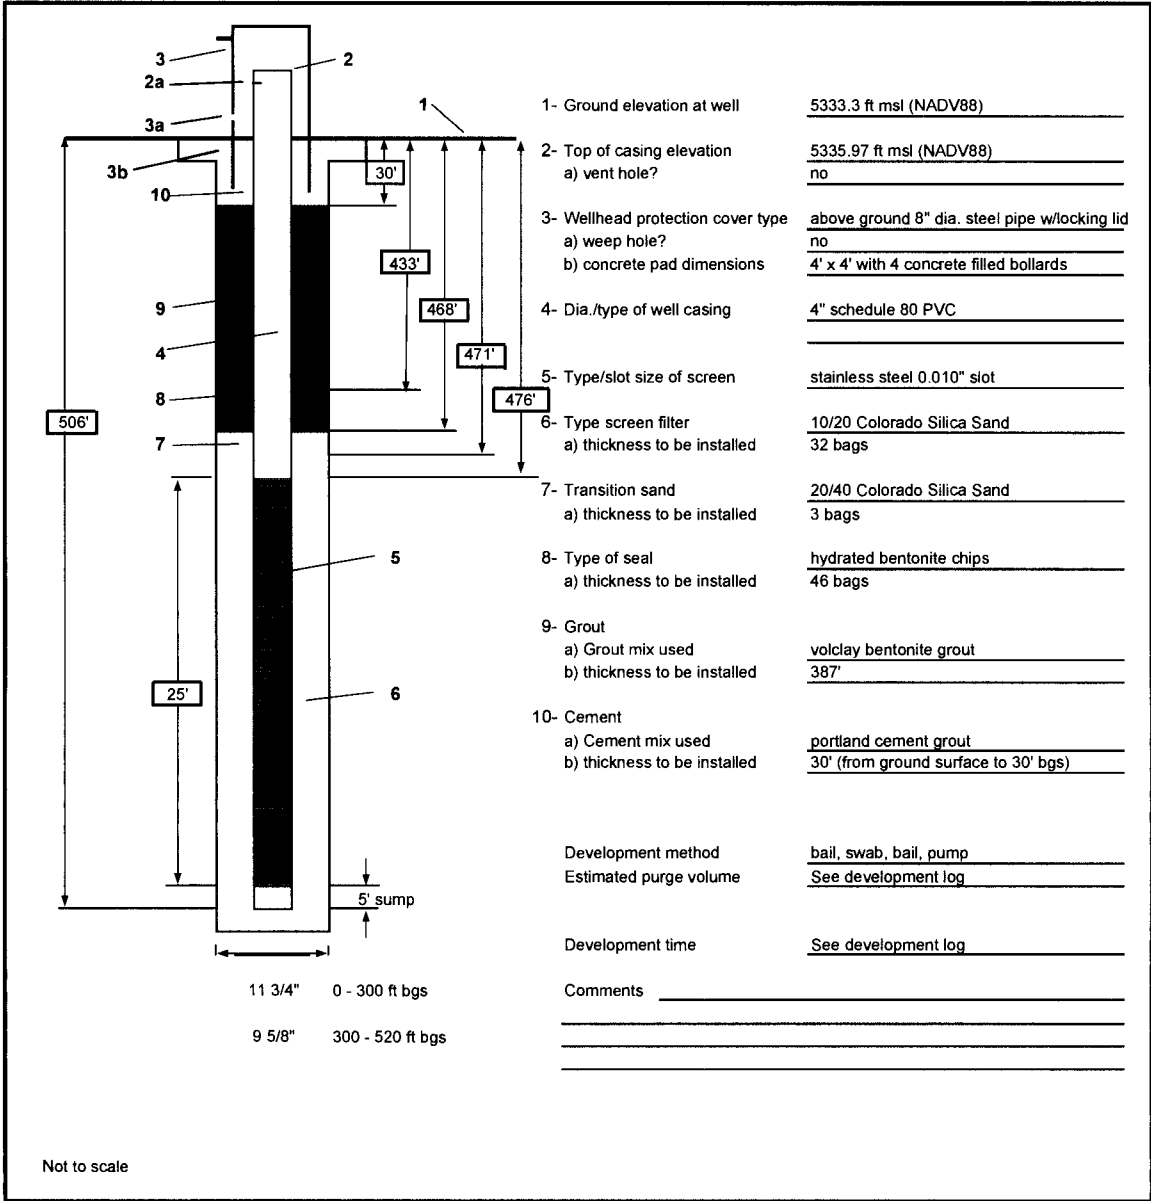 3
2
2a
1
3a
3b
30'
10
433'
9
468'
4
471'
8
476'
506'
7
5
25'
6
5' sump
11 3/4" 0 - 300 ft bgs
9 5/8" 300 - 520 ft bgs
Not to scale
1- Ground elevation at well 5333.3 ft msl (NADV88)
2- Top of casing elevation 5335.97 ft msl (NADV88)
a) vent hole? no
3- Wellhead protection cover type above ground 8" dia. steel pipe w/locking lid
a) weep hole? no
b) concrete pad dimensions 4' x 4' with 4 concrete filled bollards
4- Dia./type of well casing 4" schedule 80 PVC
5- Type/slot size of screen stainless steel 0.010" slot
6- Type screen filter 10/20 Colorado Silica Sand
a) thickness to be installed 32 bags
7- Transition sand 20/40 Colorado Silica Sand
a) thickness to be installed 3 bags
8- Type of seal hydrated bentonite chips
a) thickness to be installed 46 bags
9- Grout
a) Grout mix used volclay bentonite grout
b) thickness to be installed 387'
10- Cement
a) Cement mix used portland cement grout
b) thickness to be installed 30' (from ground surface to 30' bgs)
Development method bail, swab, bail, pump
Estimated purge volume See development log
Development time See development log
Comments